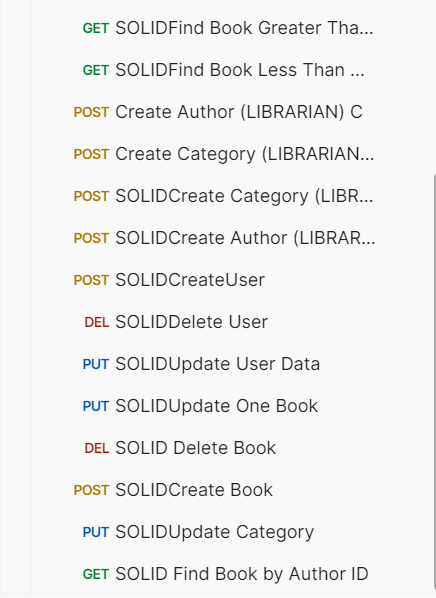 GET SOLIDFind Book Greater Tha...
GET SOLIDFind Book Less Than ...
POST Create Author (LIBRARIAN) C
POST Create Category (LIBRARIAN...
POST SOLIDCreate Category (LIBR...
POST SOLIDCreate Author (LIBRAR...
POST SOLIDCreateUser
DEL SOLIDDelete User
PUT SOLIDUpdate User Data
PUT SOLIDUpdate One Book
DEL SOLID Delete Book
POST SOLIDCreate Book
PUT SOLIDUpdate Category
GET SOLID Find Book by Author ID